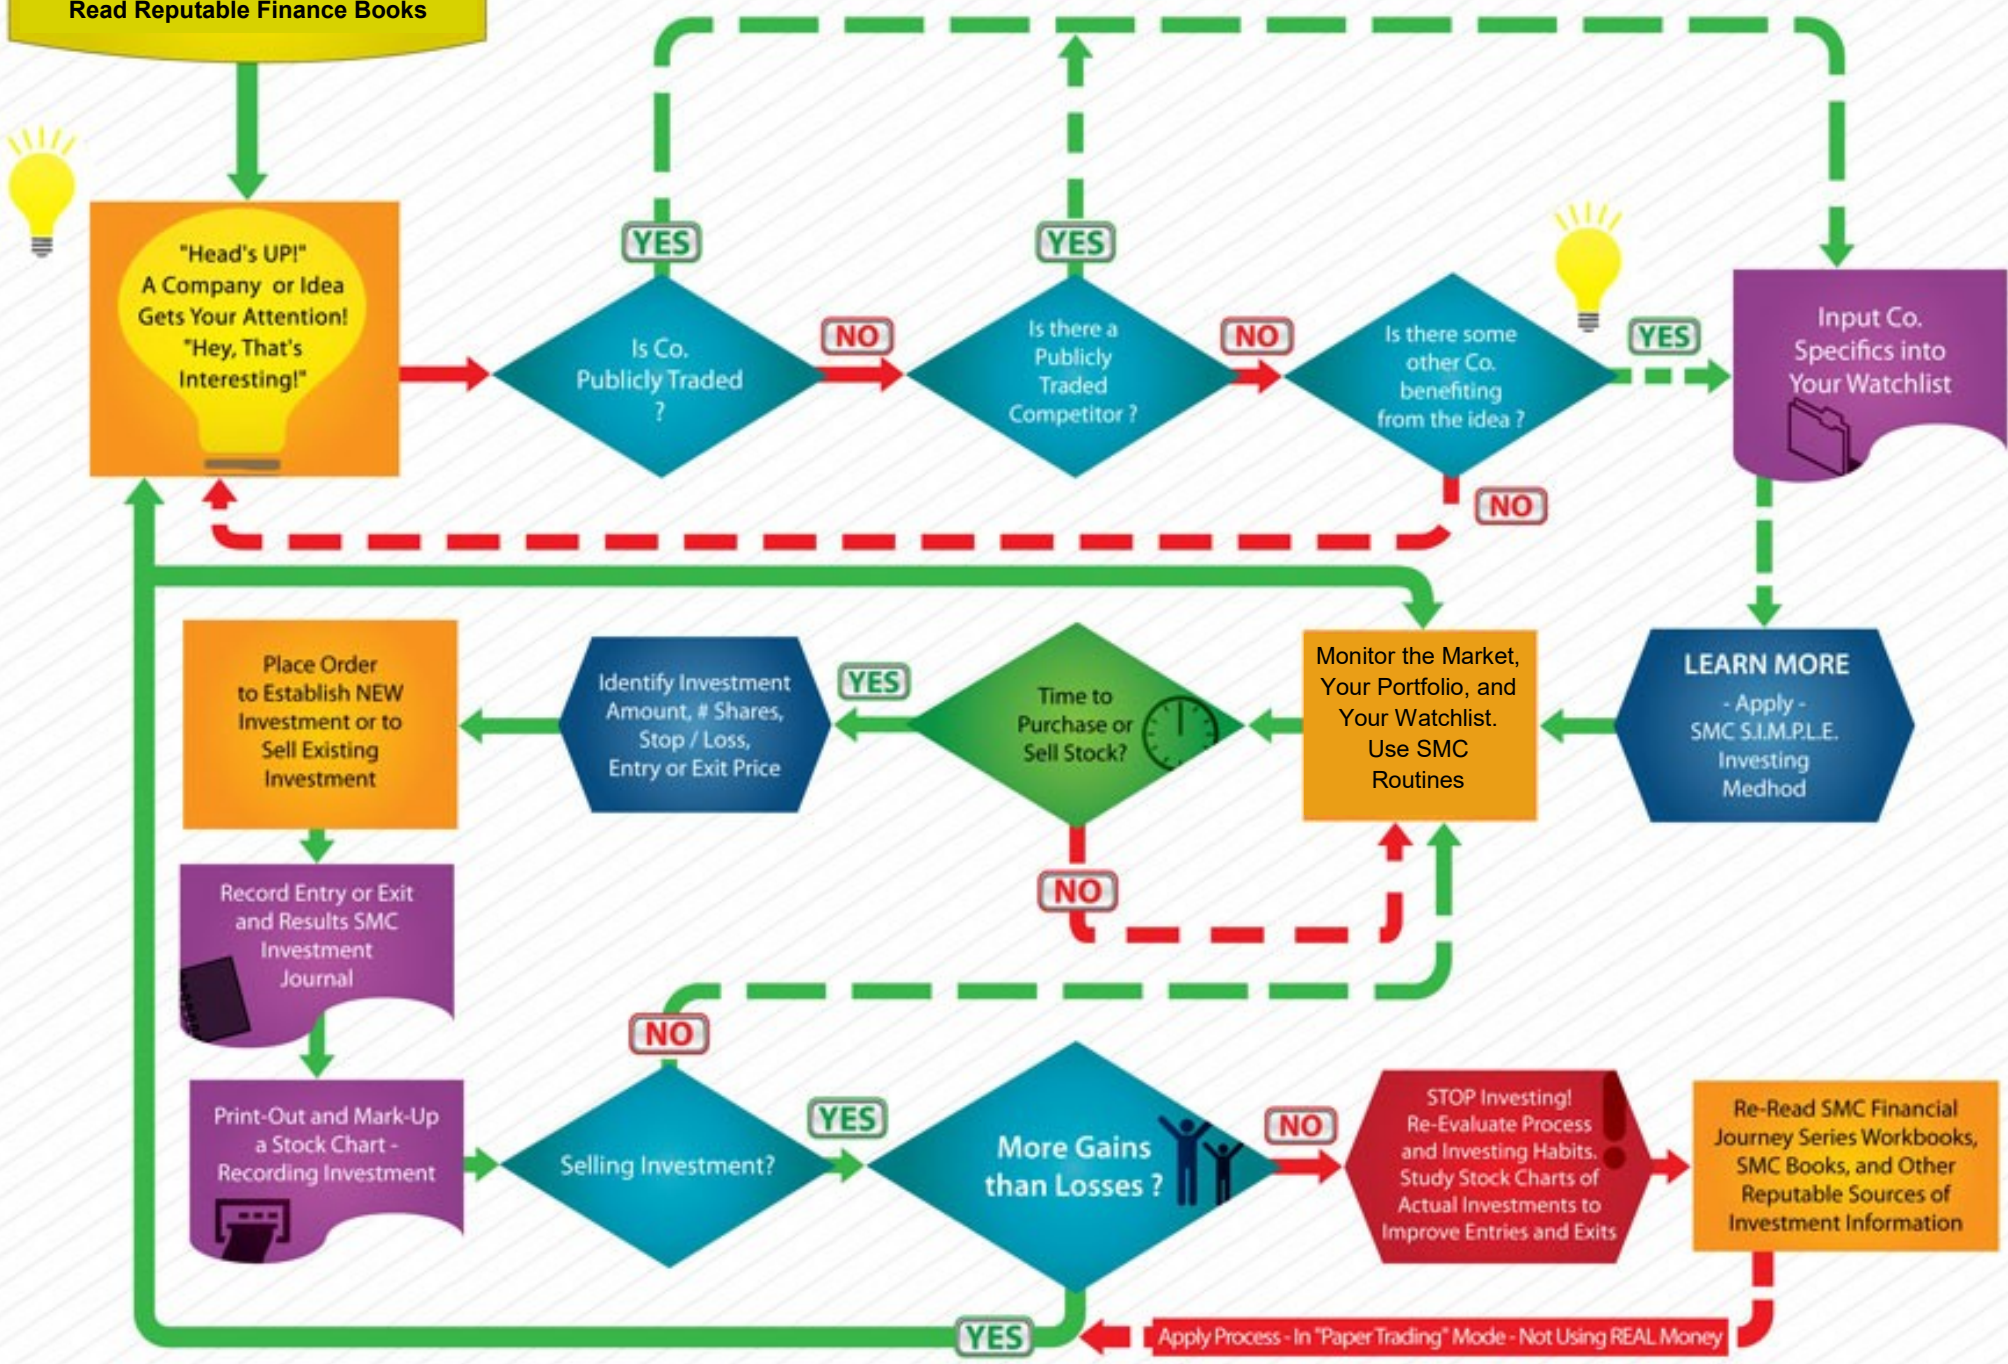 Read Reputable Finance Books
"Head's UP!"
A Company or Idea
Gets Your Attention!
"Hey, That's
Interesting!"
YES
Is Co.
Publicly Traded
?
NO
YES
Is there a
Publicly
Traded
Competitor ?
NO
Is there some
other Co.
benefiting
from the idea ?
YES
NO
Input Co.
Specifics into
Your Watchlist
LEARN MORE
- Apply -
SMC S.I.M.P.L.E.
Investing
Medhod
Monitor the Market,
Your Portfolio, and
Your Watchlist.
Use SMC
Routines
Time to
Purchase or
Sell Stock?
YES
NO
Identify Investment
Amount, # Shares,
Stop / Loss,
Entry or Exit Price
Place Order
to Establish NEW
Investment or to
Sell Existing
Investment
Record Entry or Exit
and Results SMC
Investment
Journal
Print-Out and Mark-Up
a Stock Chart -
Recording Investment
Selling Investment?
NO
YES
More Gains
than Losses ?
NO
YES
STOP Investing!
Re-Evaluate Process
and Investing Habits.
Study Stock Charts of
Actual Investments to
Improve Entries and Exits
Re-Read SMC Financial
Journey Series Workbooks,
SMC Books, and Other
Reputable Sources of
Investment Information
Apply Process - In "Paper Trading" Mode - Not Using REAL Money